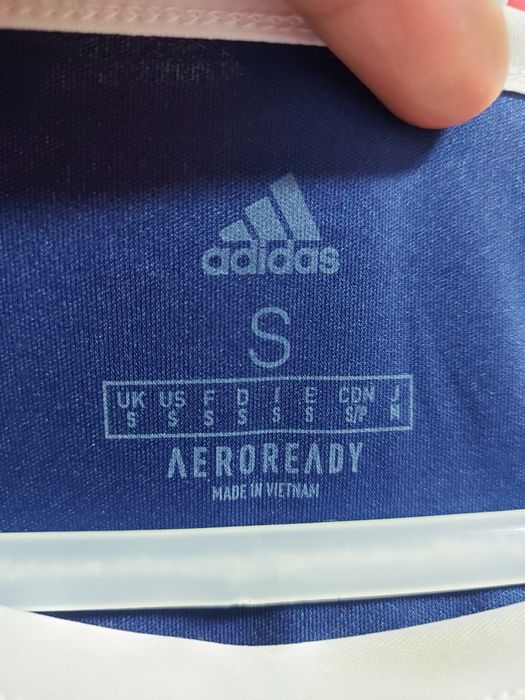 adidas
S
UK US F D I E CDN J
S S S S S S S/P M
AEROREADY
MADE IN VIETNAM